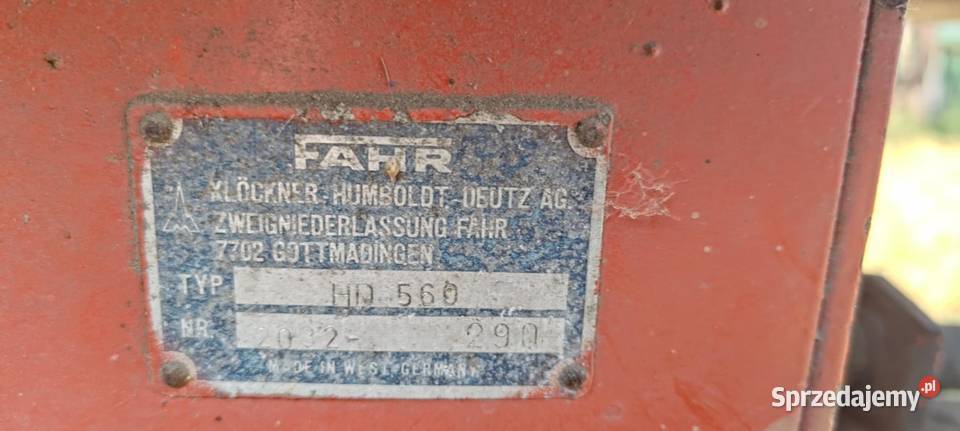 FAHR
KLÖCKNER-HUMBOLDT-DEUTZ AG.
ZWEIGNIEDERLASSUNG FAHR
7702 GOTTMADINGEN
TYP HD 560
NR 2032- 290
MADE IN WEST-GERMANY
Sprzedajemy.pl